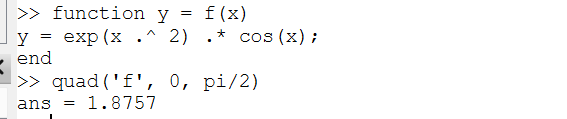 >> function y = f(x)
y = exp(x .^ 2) .* cos(x);
end
>> quad('f', 0, pi/2)
ans = 1.8757